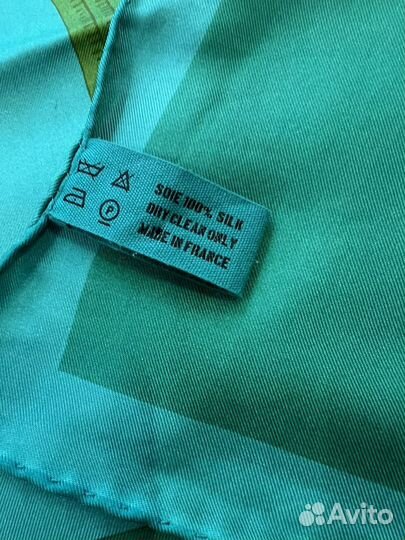 SOIE 100% SILK
DRY CLEAN ONLY
MADE IN FRANCE
P
Avito